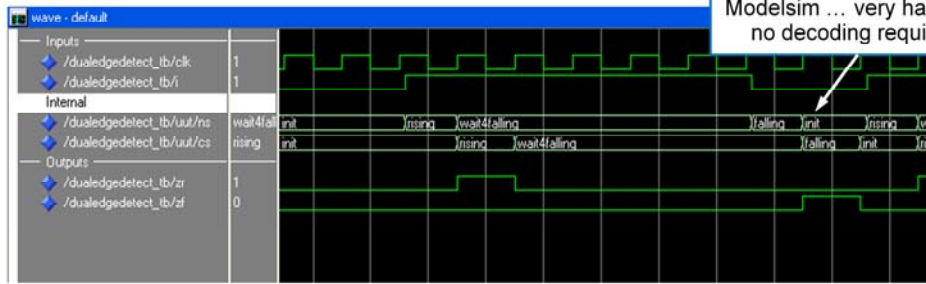 wave - default
Modelsim … very ha
no decoding requi
Inputs
/dualedgedetect_tb/clk 1
/dualedgedetect_tb/i 1
Internal
/dualedgedetect_tb/uut/ns wait4fall init rising wait4falling falling init rising w
/dualedgedetect_tb/uut/cs rising init rising wait4falling falling init ri
Outputs
/dualedgedetect_tb/zr 1
/dualedgedetect_tb/zf 0